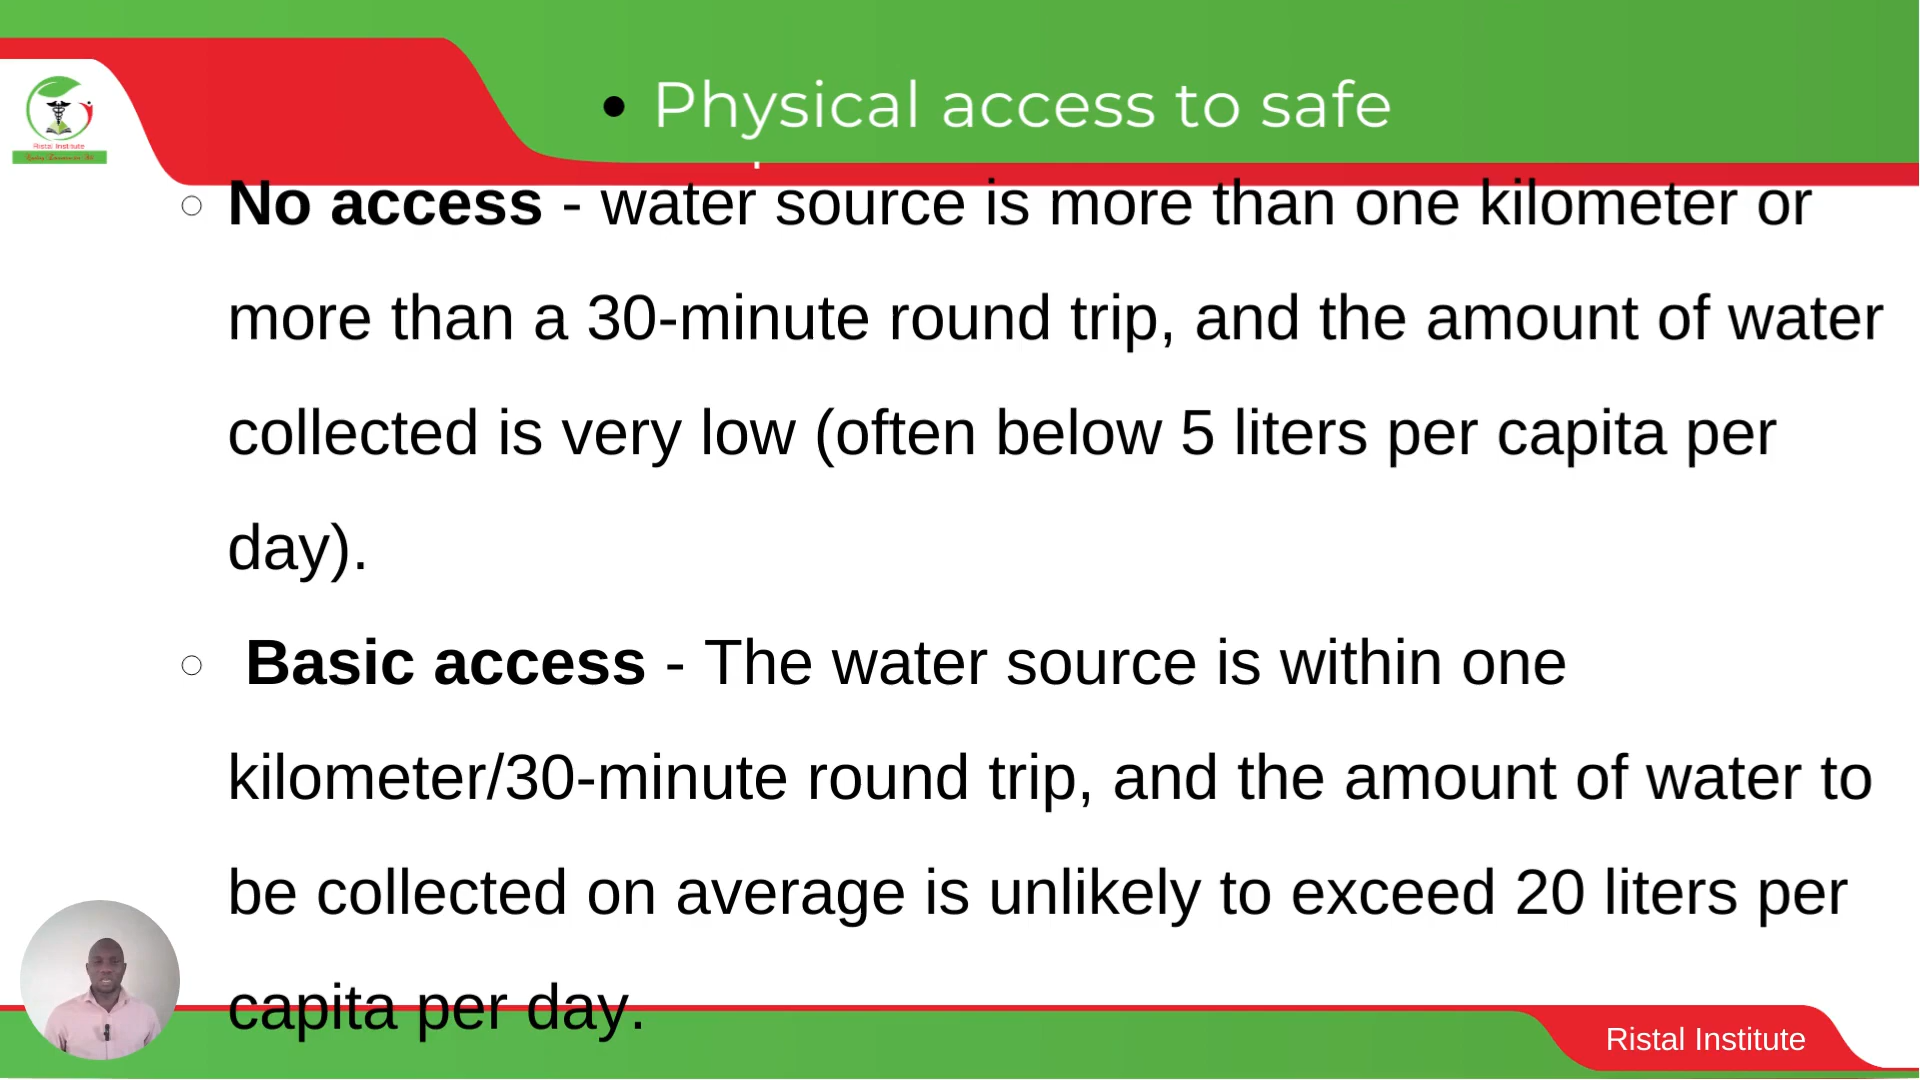 Ristal Institute
• Physical access to safe
○ No access - water source is more than one kilometer or
more than a 30-minute round trip, and the amount of water
collected is very low (often below 5 liters per capita per
day).
○ Basic access - The water source is within one
kilometer/30-minute round trip, and the amount of water to
be collected on average is unlikely to exceed 20 liters per
capita per day.
Ristal Institute